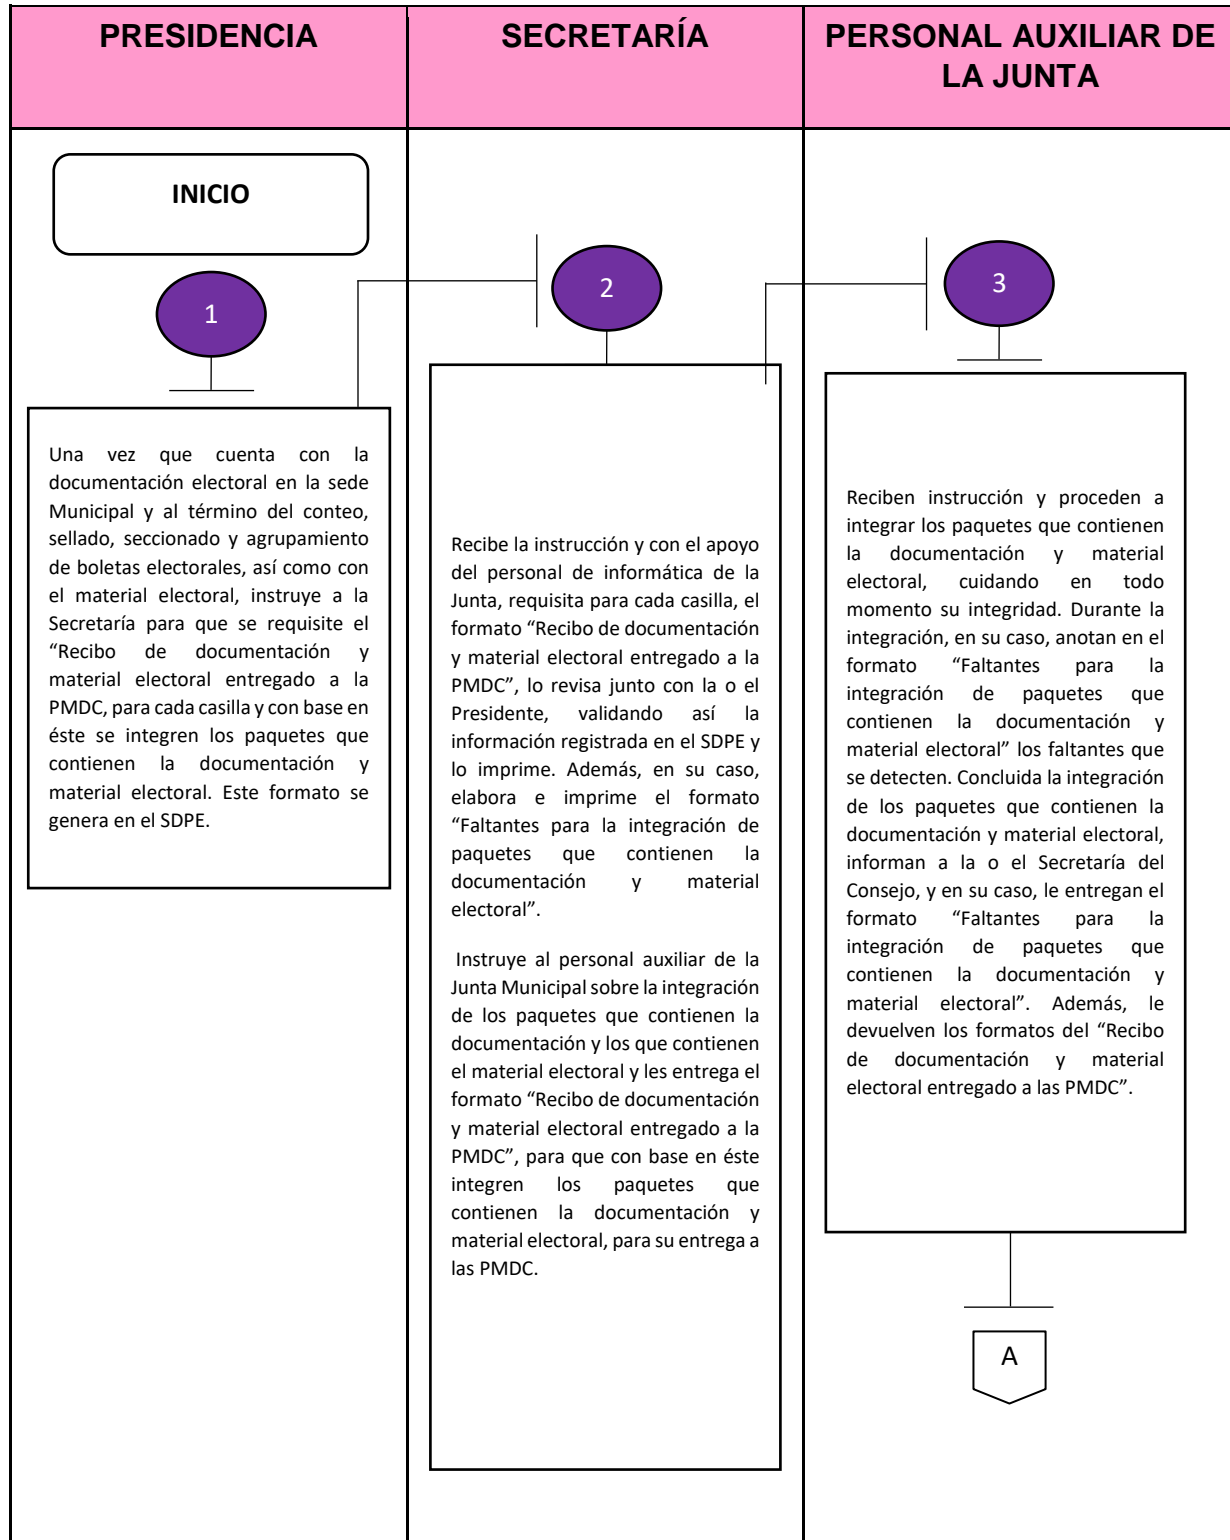 PRESIDENCIA
SECRETARÍA
PERSONAL AUXILIAR DE
LA JUNTA
INICIO
1
Una vez que cuenta con la
documentación electoral en la sede
Municipal y al término del conteo,
sellado, seccionado y agrupamiento
de boletas electorales, así como con
el material electoral, instruye a la
Secretaría para que se requisite el
“Recibo de documentación y
material electoral entregado a la
PMDC, para cada casilla y con base en
éste se integren los paquetes que
contienen la documentación y
material electoral. Este formato se
genera en el SDPE.
2
Recibe la instrucción y con el apoyo
del personal de informática de la
Junta, requisita para cada casilla, el
formato “Recibo de documentación
y material electoral entregado a la
PMDC”, lo revisa junto con la o el
Presidente, validando así la
información registrada en el SDPE y
lo imprime. Además, en su caso,
elabora e imprime el formato
“Faltantes para la integración de
paquetes que contienen la
documentación y material
electoral”.
Instruye al personal auxiliar de la
Junta Municipal sobre la integración
de los paquetes que contienen la
documentación y los que contienen
el material electoral y les entrega el
formato “Recibo de documentación
y material electoral entregado a la
PMDC”, para que con base en éste
integren los paquetes que
contienen la documentación y
material electoral, para su entrega a
las PMDC.
3
Reciben instrucción y proceden a
integrar los paquetes que contienen
la documentación y material
electoral, cuidando en todo
momento su integridad. Durante la
integración, en su caso, anotan en el
formato “Faltantes para la
integración de paquetes que
contienen la documentación y
material electoral” los faltantes que
se detecten. Concluida la integración
de los paquetes que contienen la
documentación y material electoral,
informan a la o el Secretaría del
Consejo, y en su caso, le entregan el
formato “Faltantes para la
integración de paquetes que
contienen la documentación y
material electoral”. Además, le
devuelven los formatos del “Recibo
de documentación y material
electoral entregado a las PMDC”.
A